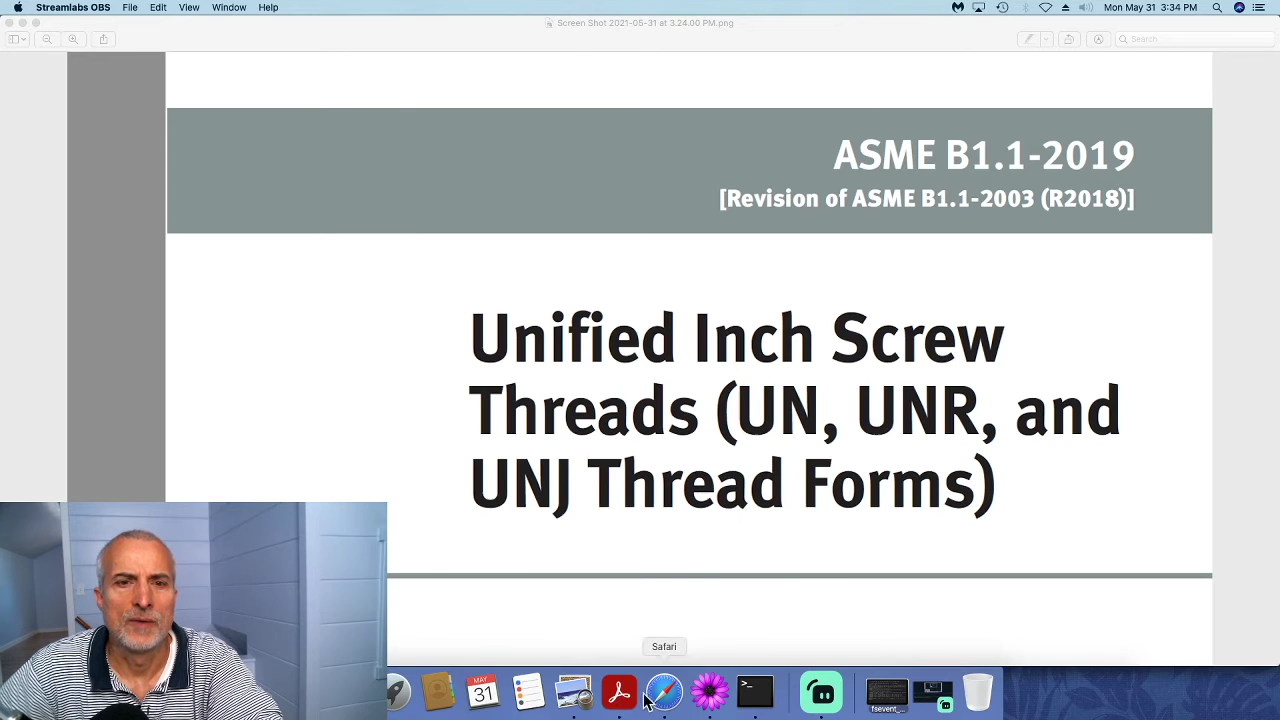 Streamlabs OBS File Edit View Window Help
Mon May 31 3:34 PM
Screen Shot 2021-05-31 at 3.24.00 PM.png
Search
ASME B1.1-2019
[Revision of ASME B1.1-2003 (R2018)]
Unified Inch Screw
Threads (UN, UNR, and
UNJ Thread Forms)
Safari
MAY
31
>_
fsevent_...